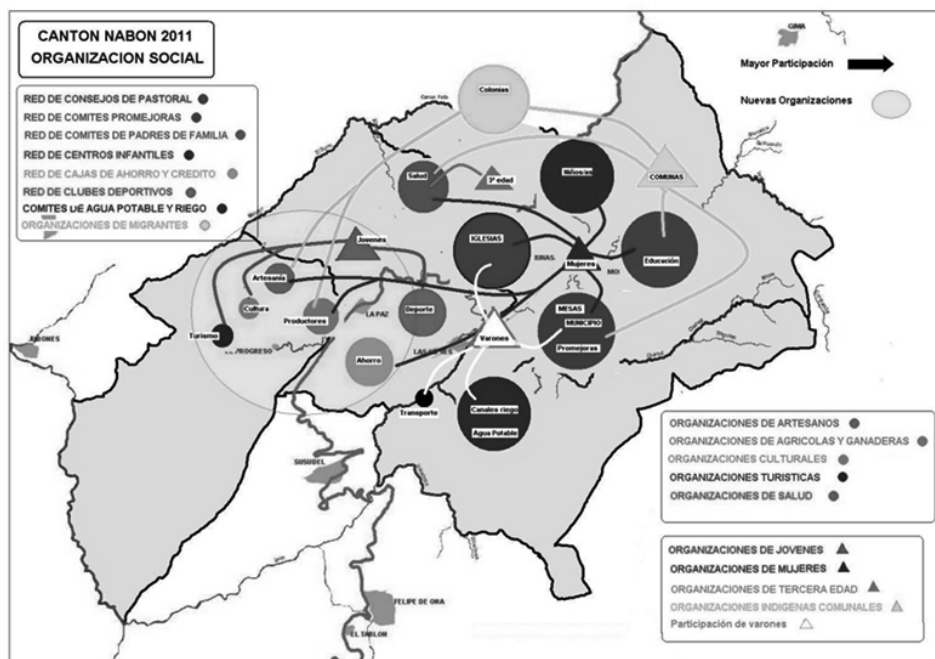 CANTON NABON 2011
ORGANIZACION SOCIAL
RED DE CONSEJOS DE PASTORAL
RED DE COMITES PROMEJORAS
RED DE COMITES DE PADRES DE FAMILIA
RED DE CENTROS INFANTILES
RED DE CAJAS DE AHORRO Y CREDITO
RED DE CLUBES DEPORTIVOS
COMITES DE AGUA POTABLE Y RIEGO
ORGANIZACIONES DE MIGRANTES
GIMA
Mayor Participación
Nuevas Organizaciones
Colonias
Salud
3ª edad
Niños/as
COMUNAS
Jovenes
IGLESIAS
Mujeres
Educación
Artesanía
Cultura
Productores
LA PAZ
Deporte
MESAS
MUNICIPIO
Promejoras
Turismo
EL PROGRESO
Ahorro
Varones
Transporte
Canales riego
Agua Potable
SUSUDEL
FELIPE DE OÑA
EL TABLON
ORGANIZACIONES DE ARTESANOS
ORGANIZACIONES DE AGRICOLAS Y GANADERAS
ORGANIZACIONES CULTURALES
ORGANIZACIONES TURISTICAS
ORGANIZACIONES DE SALUD
ORGANIZACIONES DE JOVENES
ORGANIZACIONES DE MUJERES
ORGANIZACIONES DE TERCERA EDAD
ORGANIZACIONES INDIGENAS COMUNALES
Participación de varones